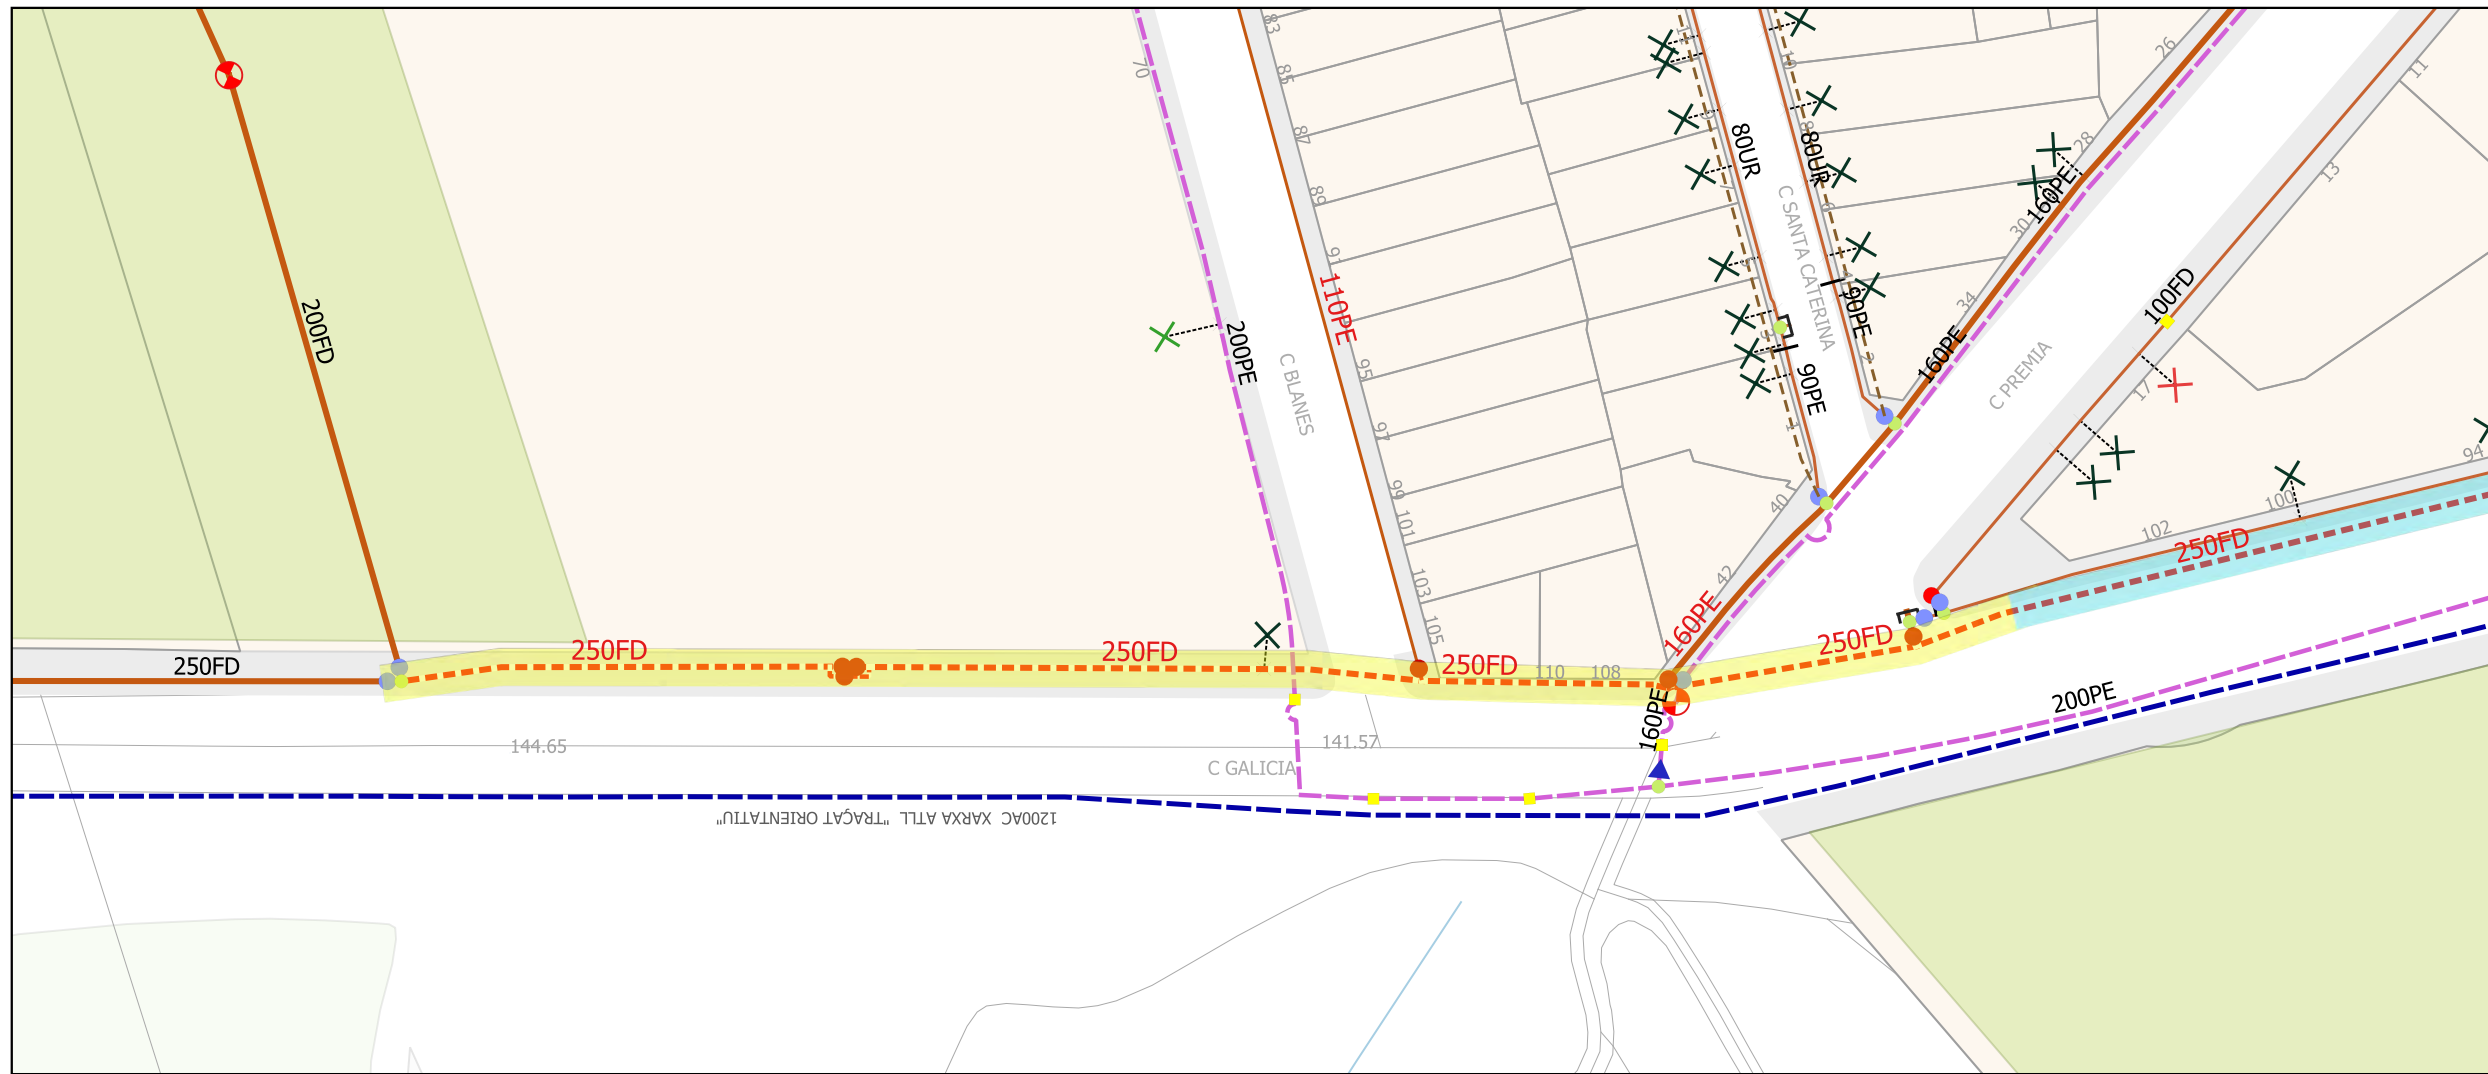 70
83
85
87
89
91
95
97
99
101
103
105
200FD
200PE
C BLANES
110PE
80UR
80UR
C SANTA CATERINA
90PE
90PE
26
28
30
34
40
42
160PE
160PE
160PE
160PE
C PREMIA
100FD
11
13
17
94
100
102
250FD
250FD
250FD
250FD
250FD
250FD
110
108
200PE
144.65
141.57
C GALICIA
1200AC XARXA ATLL "TRAÇAT ORIENTATIU"